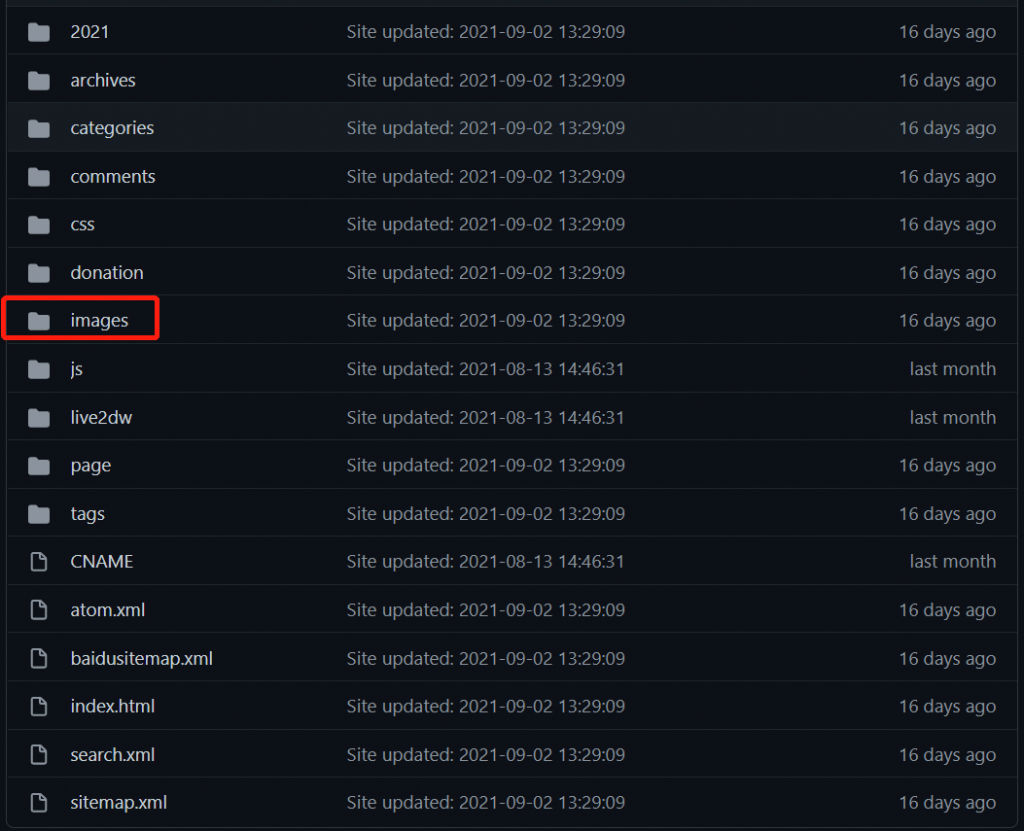 2021 Site updated: 2021-09-02 13:29:09 16 days ago
archives Site updated: 2021-09-02 13:29:09 16 days ago
categories Site updated: 2021-09-02 13:29:09 16 days ago
comments Site updated: 2021-09-02 13:29:09 16 days ago
css Site updated: 2021-09-02 13:29:09 16 days ago
donation Site updated: 2021-09-02 13:29:09 16 days ago
images Site updated: 2021-09-02 13:29:09 16 days ago
js Site updated: 2021-08-13 14:46:31 last month
live2dw Site updated: 2021-08-13 14:46:31 last month
page Site updated: 2021-09-02 13:29:09 16 days ago
tags Site updated: 2021-09-02 13:29:09 16 days ago
CNAME Site updated: 2021-08-13 14:46:31 last month
atom.xml Site updated: 2021-09-02 13:29:09 16 days ago
baidusitemap.xml Site updated: 2021-09-02 13:29:09 16 days ago
index.html Site updated: 2021-09-02 13:29:09 16 days ago
search.xml Site updated: 2021-09-02 13:29:09 16 days ago
sitemap.xml Site updated: 2021-09-02 13:29:09 16 days ago